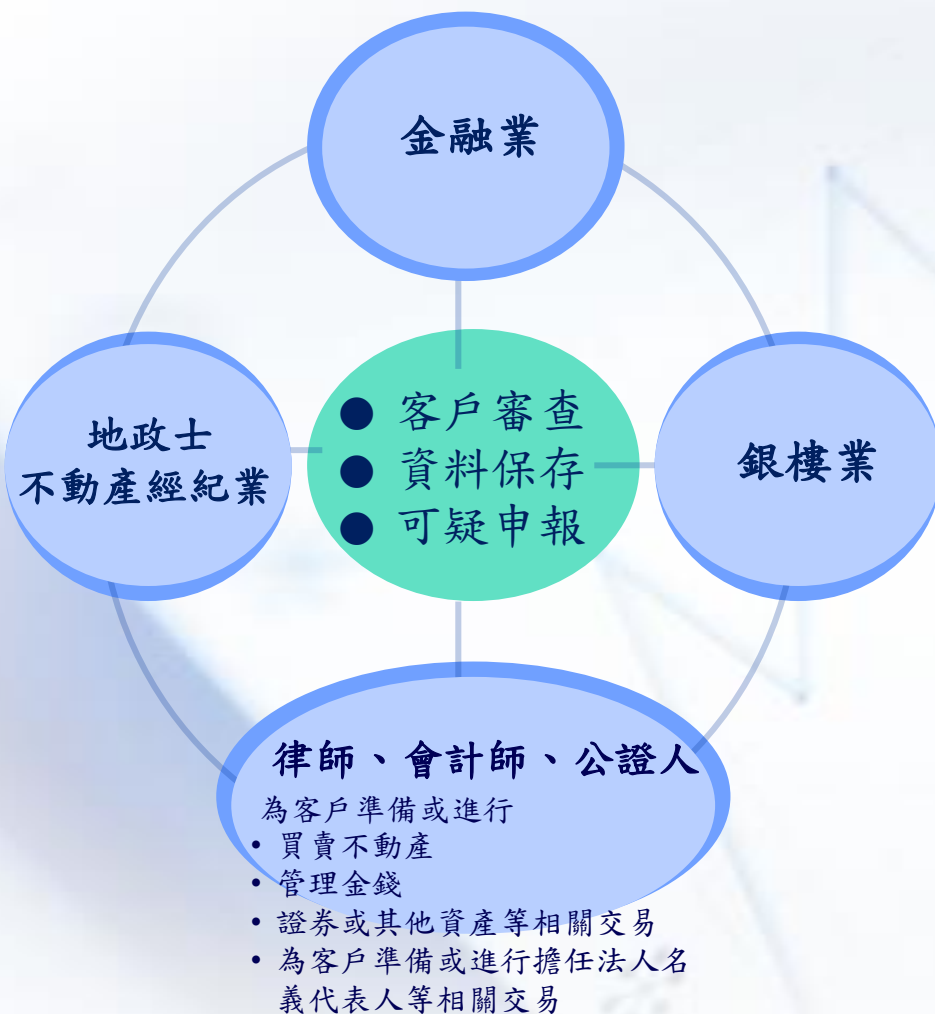 金融業
地政士
不動產經紀業
● 客戶審查
● 資料保存
● 可疑申報
銀樓業
律師、會計師、公證人
為客戶準備或進行
• 買賣不動產
• 管理金錢
• 證券或其他資產等相關交易
• 為客戶準備或進行擔任法人名
義代表人等相關交易